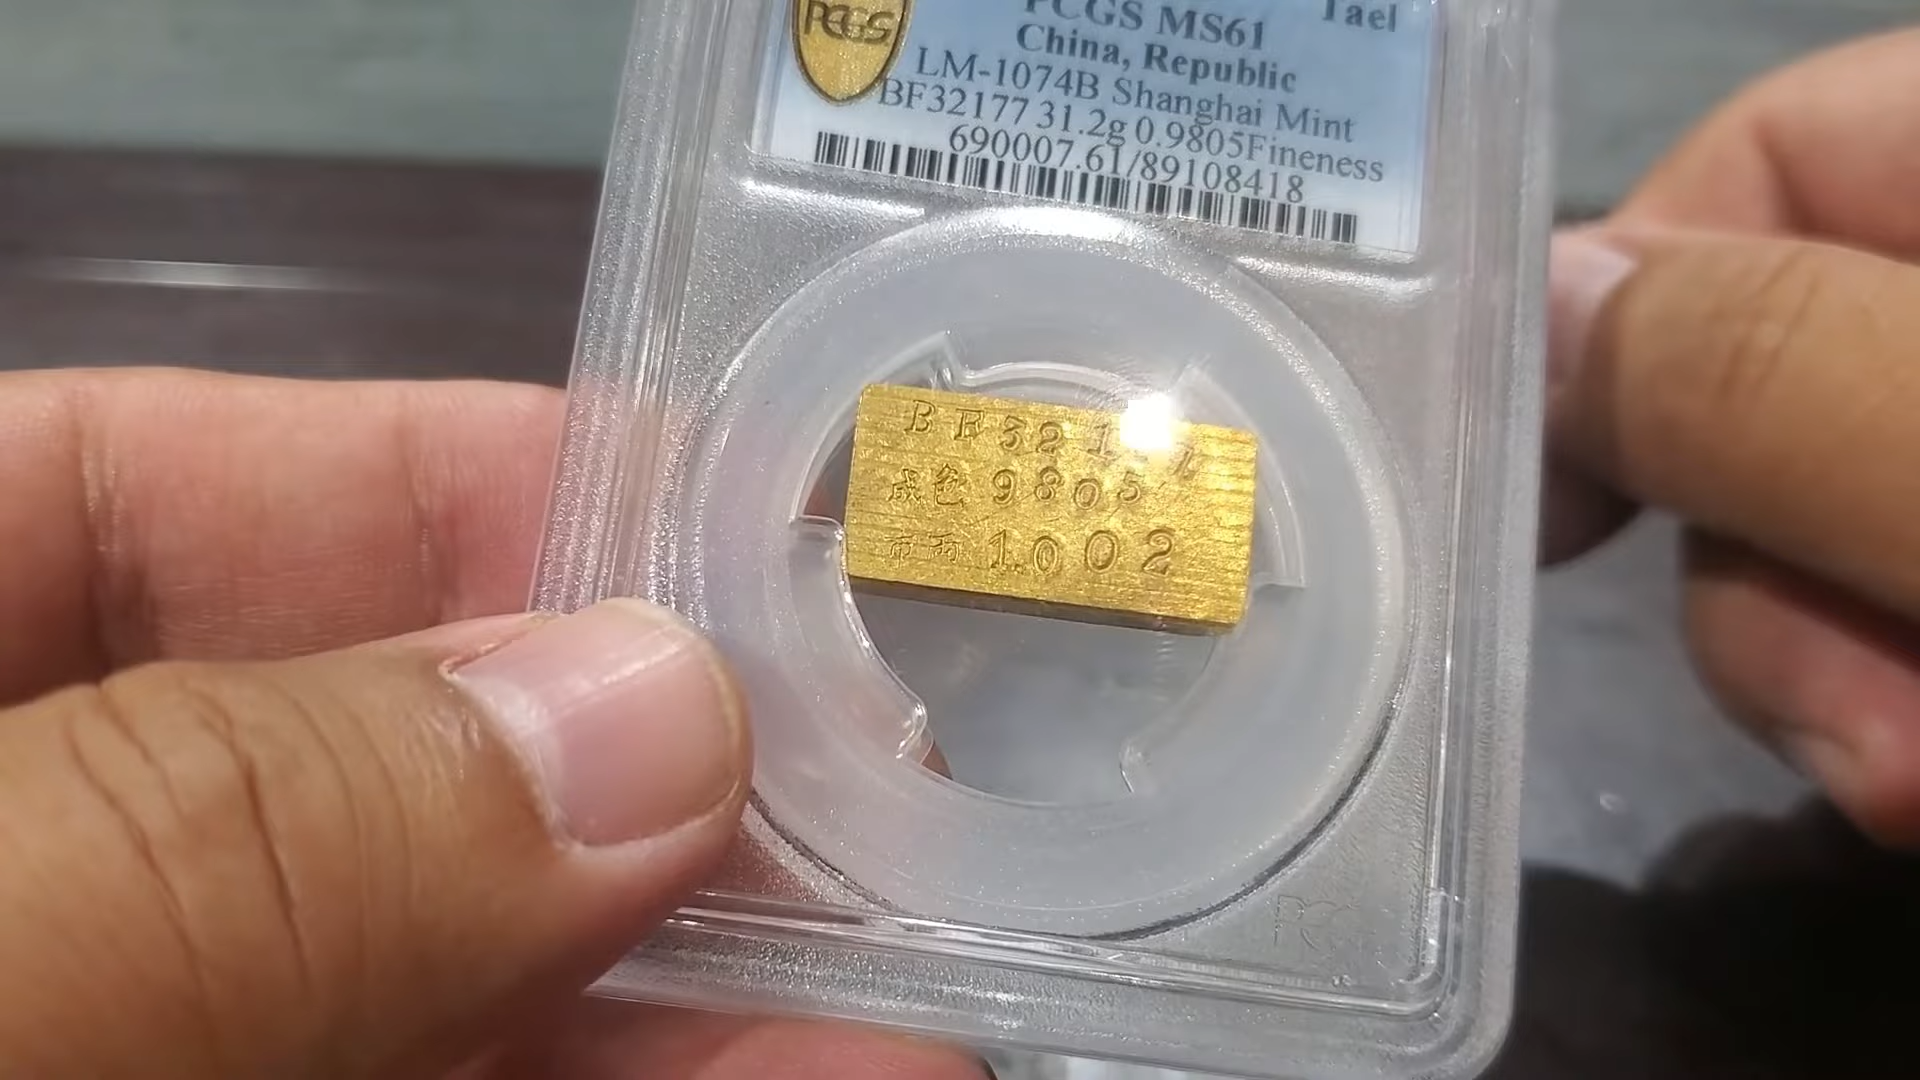 PCGS
Tael
PCGS MS61
China, Republic
LM-1074B Shanghai Mint
BF32177 31.2g 0.9805Fineness
690007.61/89108418
BF321
成色 9805
市两 1.002